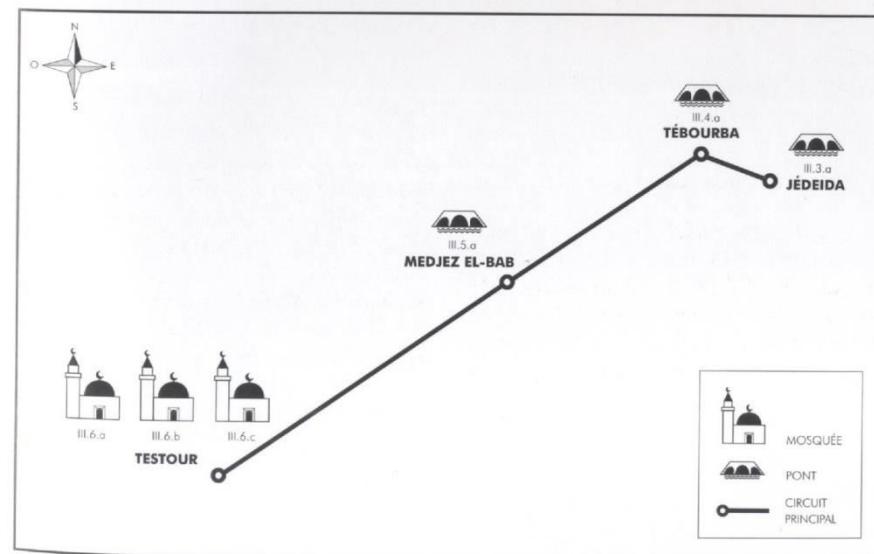 N
O
E
S
III.4.a
TÉBOURBA
III.3.a
JÉDEIDA
III.5.a
MEDJEZ EL-BAB
III.6.a
III.6.b
III.6.c
TESTOUR
MOSQUÉE
PONT
CIRCUIT
PRINCIPAL